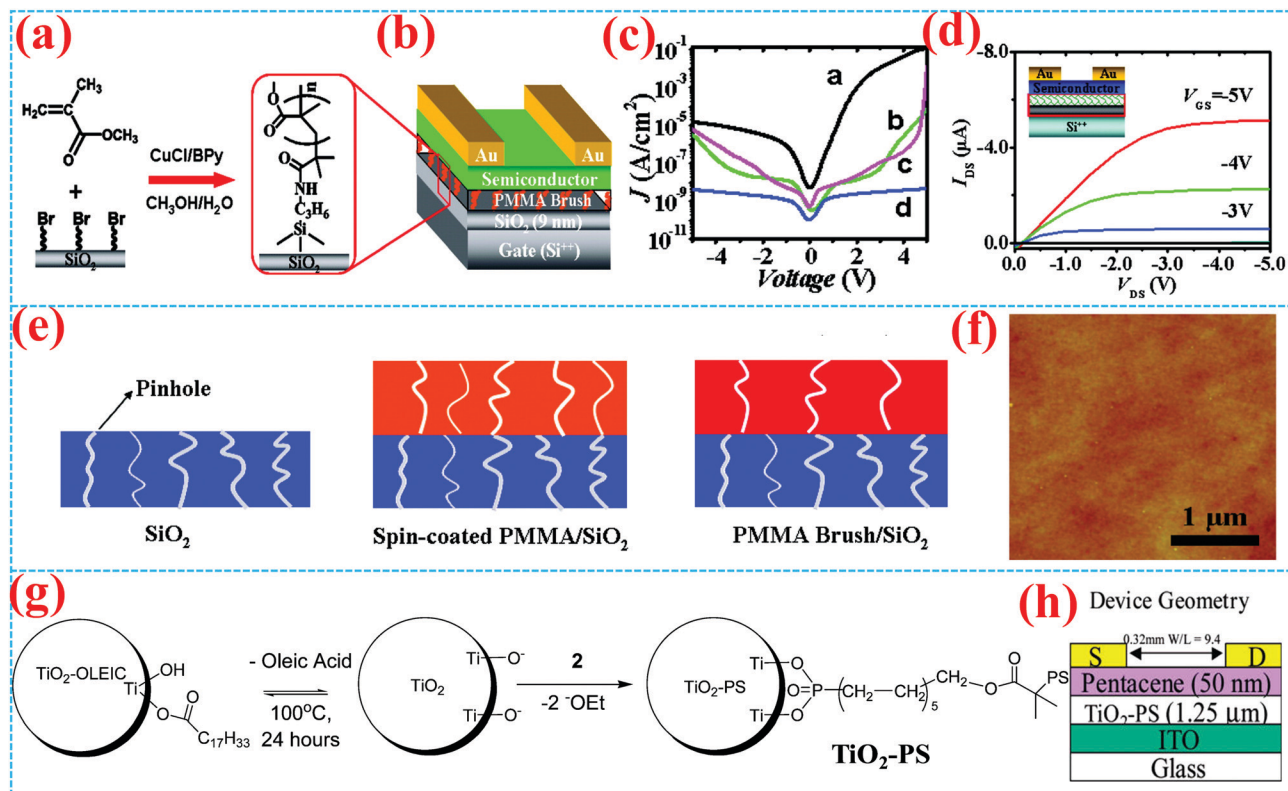 (a)
H₂C
CH₃
OCH₃
O
+
Br Br Br
SiO₂
CuCl/BPy
CH₃OH/H₂O
n
O
O
O
NH
C₃H₆
Si
SiO₂
(b)
Au
Au
Semiconductor
PMMA Brush
SiO₂ (9 nm)
Gate (Si⁺⁺)
(c)
J (A/cm²)
10⁻¹
10⁻³
10⁻⁵
10⁻⁷
10⁻⁹
10⁻¹¹
a
b
c
d
-4 0 4
Voltage (V)
(d)
I_DS (μA)
-8.0
-4.0
0.0
Au Au
Semiconductor
Si⁺⁺
V_GS=-5V
-4V
-3V
0.0 -1.0 -2.0 -3.0 -4.0 -5.0
V_DS (V)
(e)
Pinhole
SiO₂
Spin-coated PMMA/SiO₂
PMMA Brush/SiO₂
(f)
1 μm
(g)
TiO₂-OLEIC
Ti
OH
O
O
C₁₇H₃₃
- Oleic Acid
100°C,
24 hours
TiO₂
Ti O⁻
Ti O⁻
2
-2 ⁻OEt
TiO₂-PS
Ti O
O=P CH₂ CH₂ 5 CH₂ O
Ti O
O
PS
TiO₂-PS
(h)
Device Geometry
0.32mm W/L = 9.4
S D
Pentacene (50 nm)
TiO₂-PS (1.25 μm)
ITO
Glass